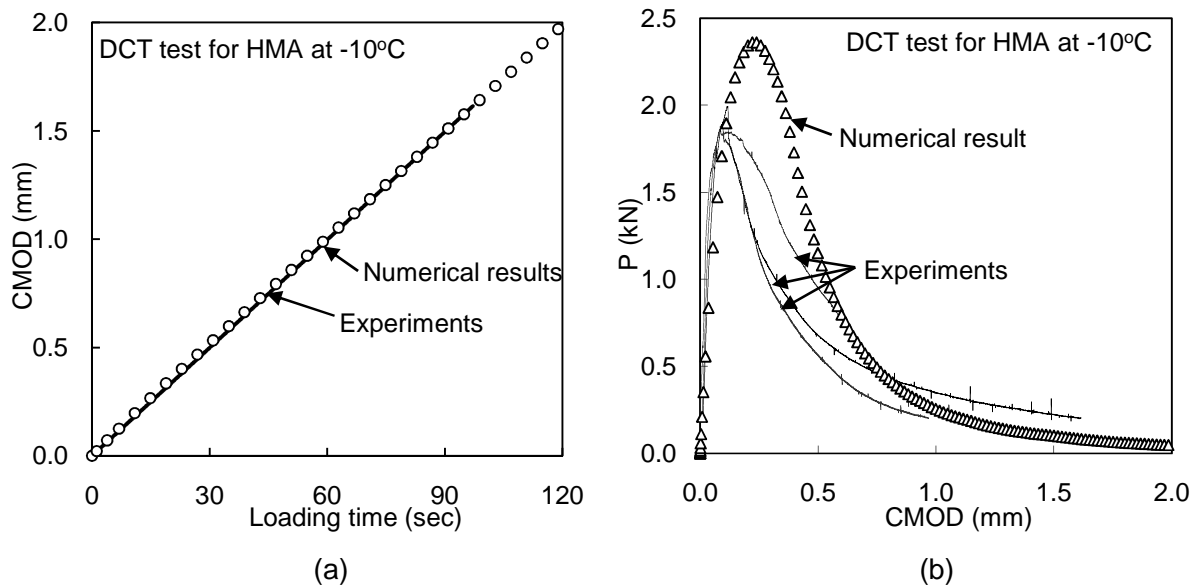 2.0
1.5
1.0
0.5
0.0
CMOD (mm)
DCT test for HMA at -10°C
Numerical results
Experiments
0
30
60
90
120
Loading time (sec)
(a)
2.5
2.0
1.5
1.0
0.5
0.0
P (kN)
DCT test for HMA at -10°C
Numerical result
Experiments
0.0
0.5
1.0
1.5
2.0
CMOD (mm)
(b)